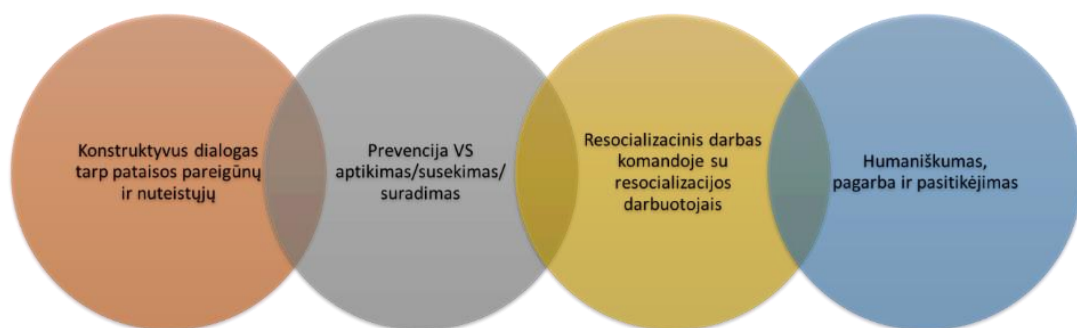 Konstruktyvus dialogas
tarp pataisos pareigūnų
ir nuteistųjų
Prevencija VS
aptikimas/susekimas/
suradimas
Resocializacinis darbas
komandoje su
resocializacijos
darbuotojais
Humaniškumas,
pagarba ir pasitikėjimas